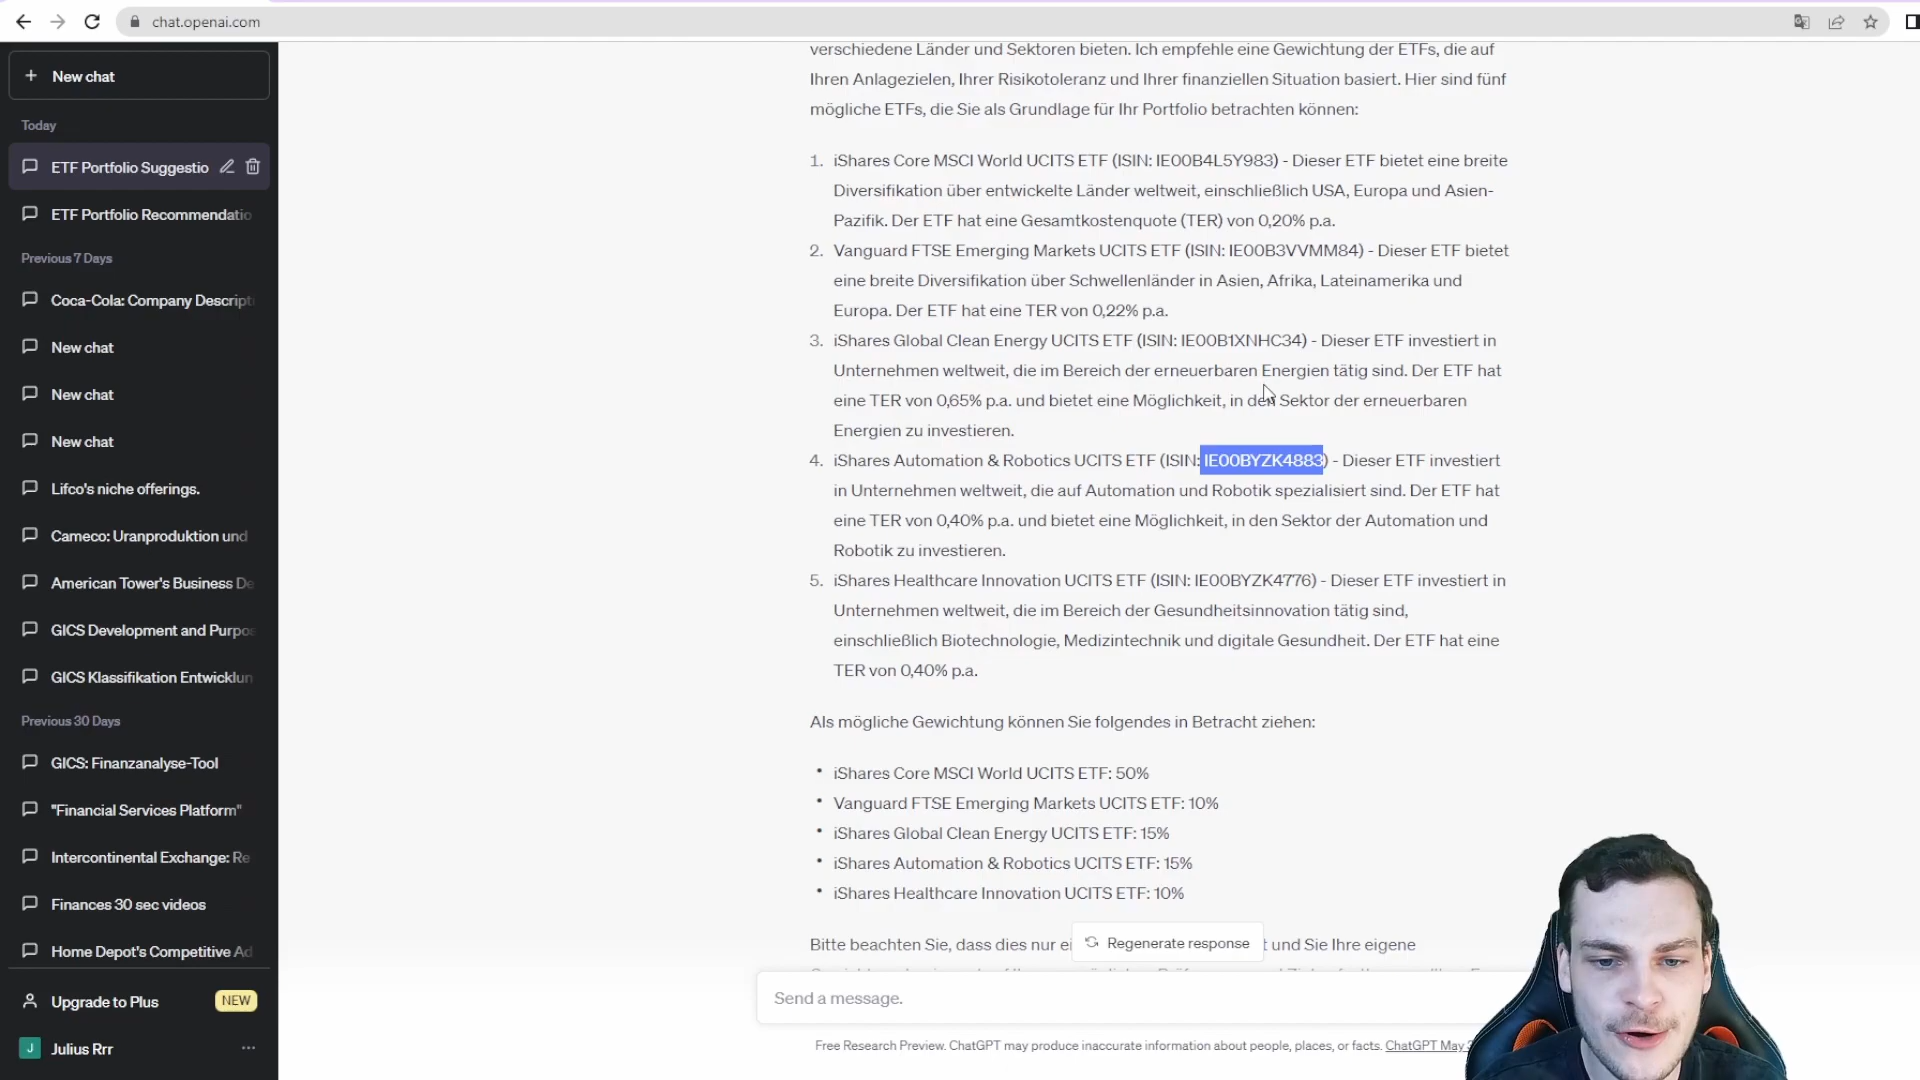 chat.openai.com
New chat
Today
ETF Portfolio Suggestio
ETF Portfolio Recommendatio
Previous 7 Days
Coca-Cola: Company Descript
New chat
New chat
New chat
Lifco's niche offerings.
Cameco: Uranproduktion und
American Tower's Business De
GICS Development and Purpo
GICS Klassifikation Entwicklun
Previous 30 Days
GICS: Finanzanalyse-Tool
"Financial Services Platform"
Intercontinental Exchange: Re
Finances 30 sec videos
Home Depot's Competitive Ad
Upgrade to Plus NEW
J Julius Rrr
verschiedene Länder und Sektoren bieten. Ich empfehle eine Gewichtung der ETFs, die auf
Ihren Anlagezielen, Ihrer Risikotoleranz und Ihrer finanziellen Situation basiert. Hier sind fünf
mögliche ETFs, die Sie als Grundlage für Ihr Portfolio betrachten können:
1. iShares Core MSCI World UCITS ETF (ISIN: IE00B4L5Y983) - Dieser ETF bietet eine breite
Diversifikation über entwickelte Länder weltweit, einschließlich USA, Europa und Asien-
Pazifik. Der ETF hat eine Gesamtkostenquote (TER) von 0,20% p.a.
2. Vanguard FTSE Emerging Markets UCITS ETF (ISIN: IE00B3VVMM84) - Dieser ETF bietet
eine breite Diversifikation über Schwellenländer in Asien, Afrika, Lateinamerika und
Europa. Der ETF hat eine TER von 0,22% p.a.
3. iShares Global Clean Energy UCITS ETF (ISIN: IE00B1XNHC34) - Dieser ETF investiert in
Unternehmen weltweit, die im Bereich der erneuerbaren Energien tätig sind. Der ETF hat
eine TER von 0,65% p.a. und bietet eine Möglichkeit, in den Sektor der erneuerbaren
Energien zu investieren.
4. iShares Automation & Robotics UCITS ETF (ISIN: IE00BYZK4883) - Dieser ETF investiert
in Unternehmen weltweit, die auf Automation und Robotik spezialisiert sind. Der ETF hat
eine TER von 0,40% p.a. und bietet eine Möglichkeit, in den Sektor der Automation und
Robotik zu investieren.
5. iShares Healthcare Innovation UCITS ETF (ISIN: IE00BYZK4776) - Dieser ETF investiert in
Unternehmen weltweit, die im Bereich der Gesundheitsinnovation tätig sind,
einschließlich Biotechnologie, Medizintechnik und digitale Gesundheit. Der ETF hat eine
TER von 0,40% p.a.
Als mögliche Gewichtung können Sie folgendes in Betracht ziehen:
• iShares Core MSCI World UCITS ETF: 50%
• Vanguard FTSE Emerging Markets UCITS ETF: 10%
• iShares Global Clean Energy UCITS ETF: 15%
• iShares Automation & Robotics UCITS ETF: 15%
• iShares Healthcare Innovation UCITS ETF: 10%
Bitte beachten Sie, dass dies nur ei t und Sie Ihre eigene
Regenerate response
Send a message.
Free Research Preview. ChatGPT may produce inaccurate information about people, places, or facts. ChatGPT May